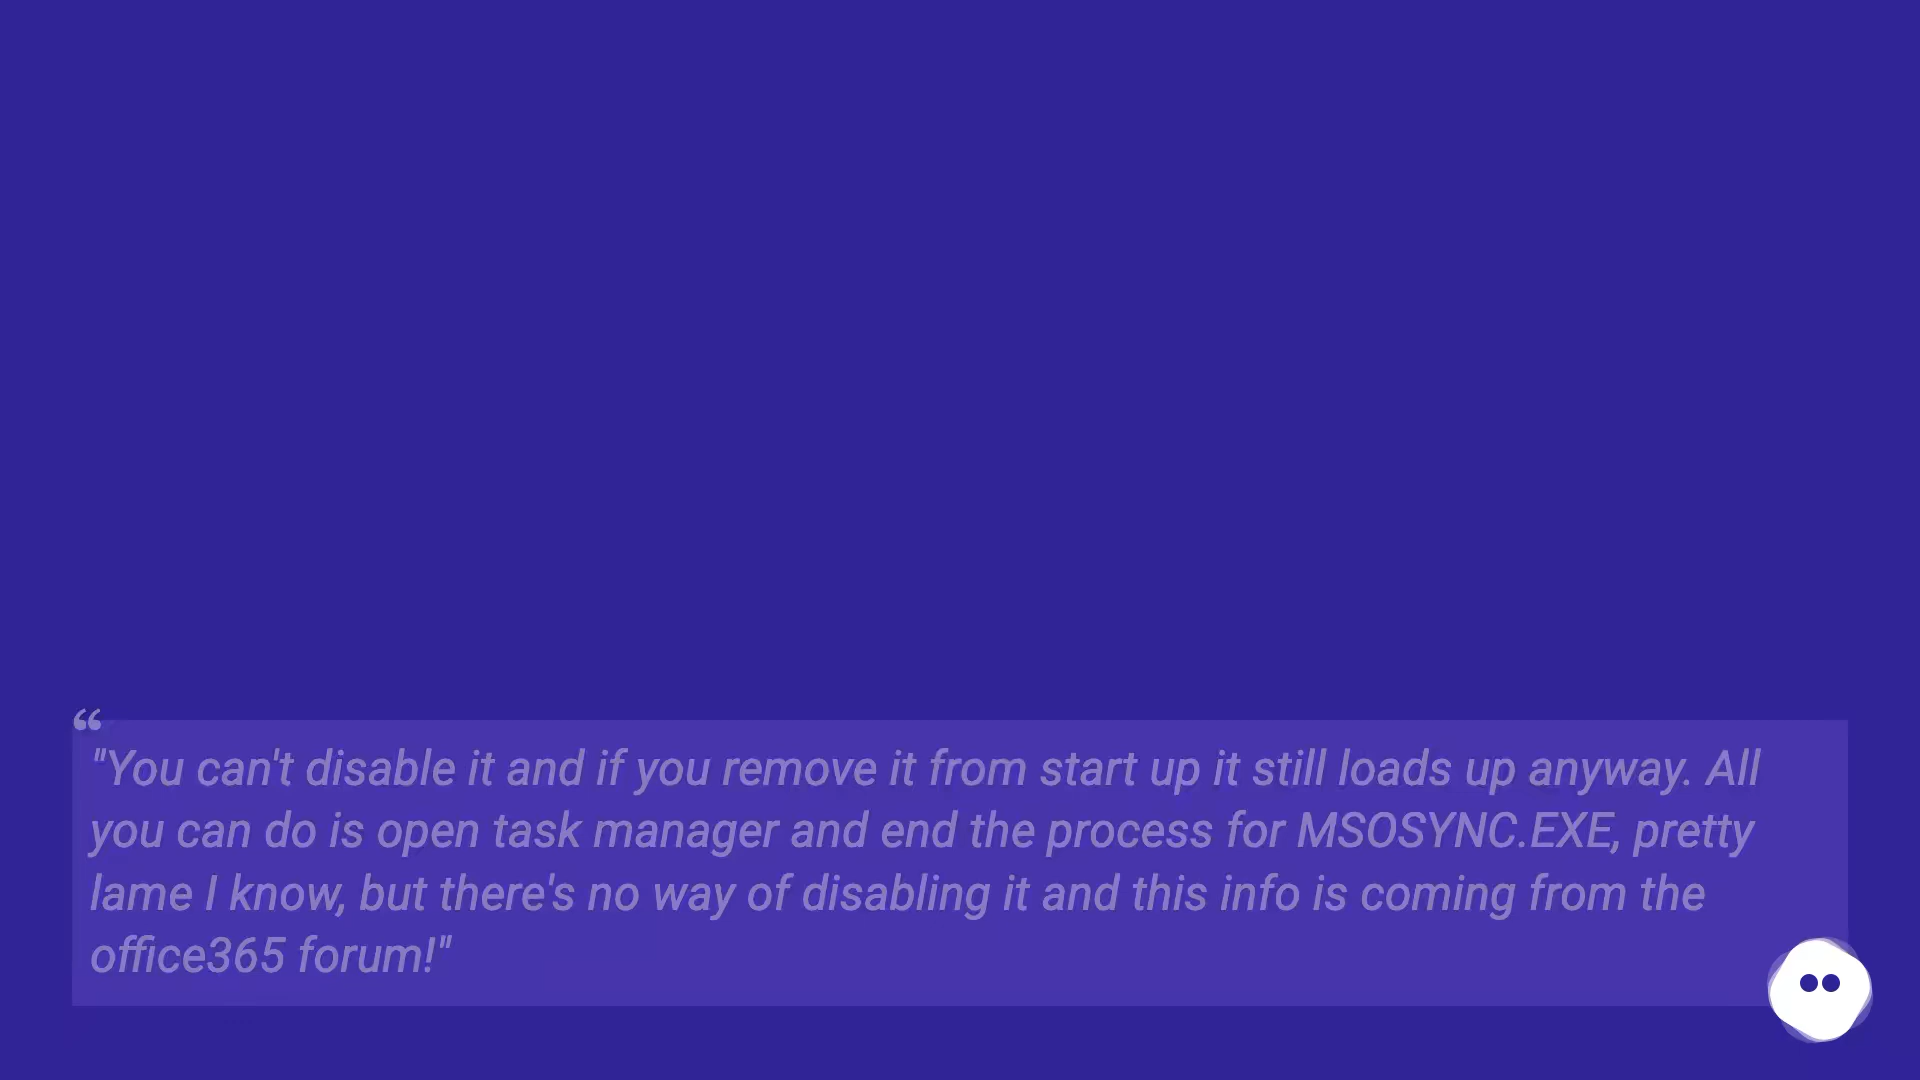 “
"You can't disable it and if you remove it from start up it still loads up anyway. All
you can do is open task manager and end the process for MSOSYNC.EXE, pretty
lame I know, but there's no way of disabling it and this info is coming from the
office365 forum!"